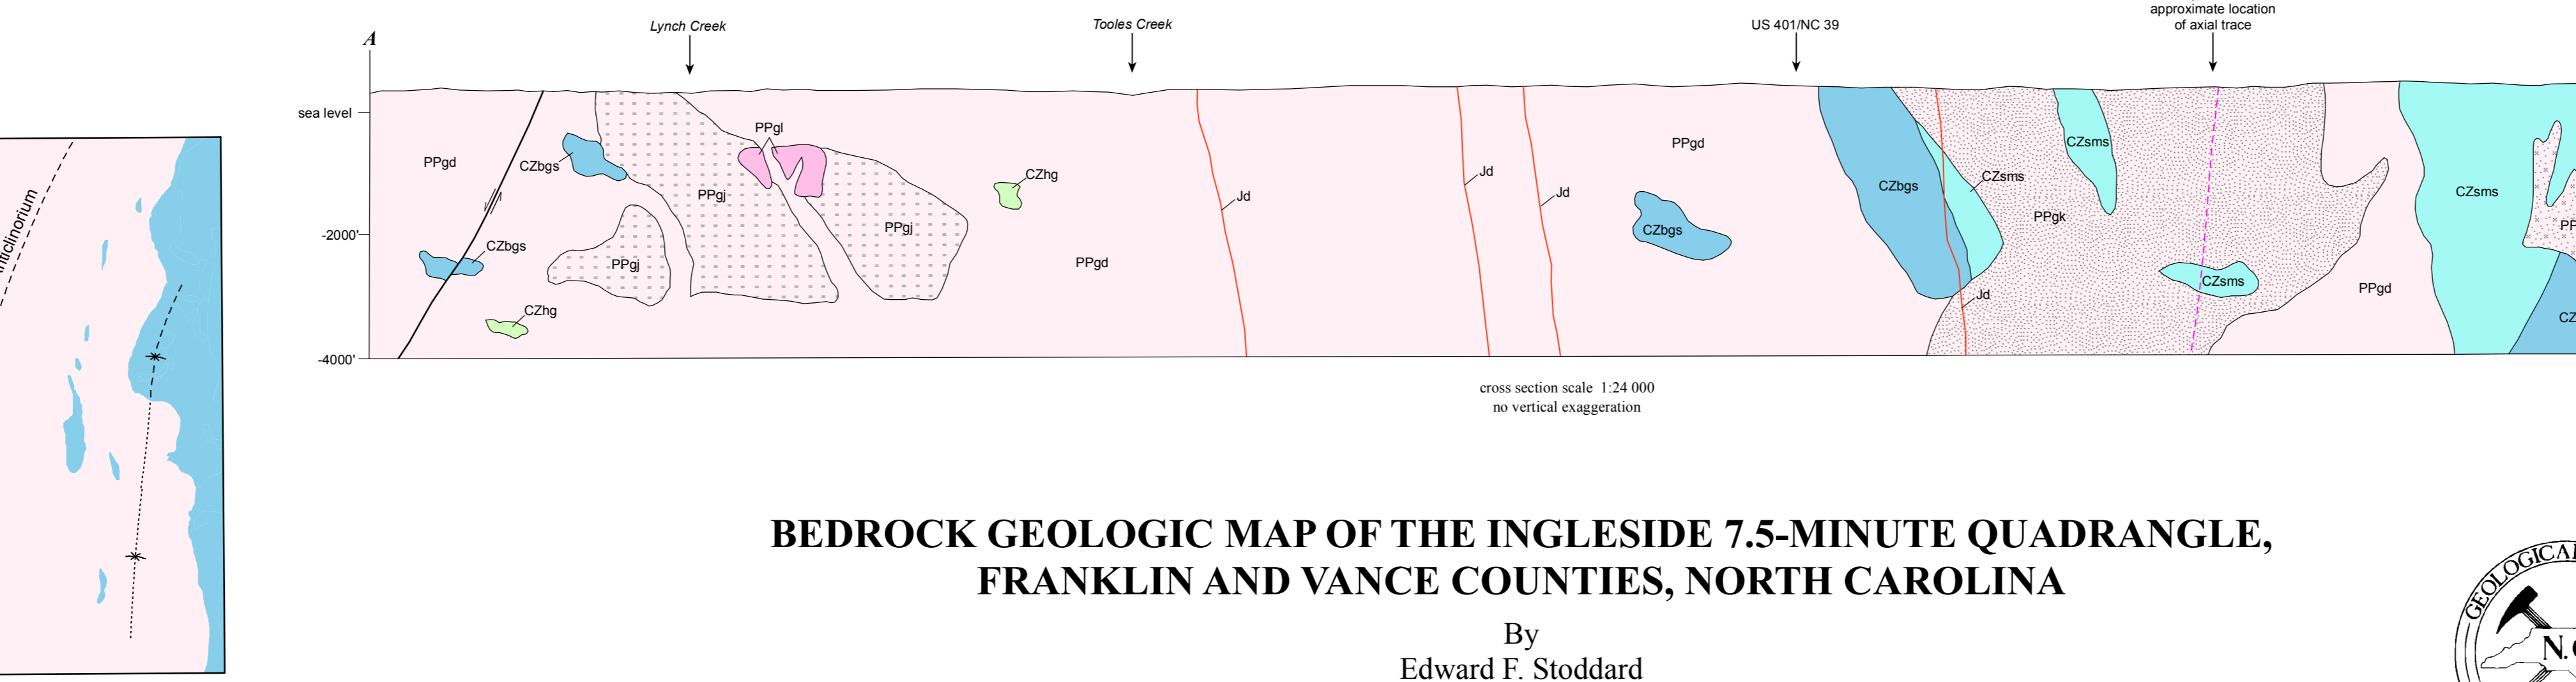 approximate location
of axial trace
Lynch Creek
Tooles Creek
US 401/NC 39
A
sea level
-2000'
-4000'
PPgd
CZbgs
CZbgs
CZhg
PPgj
PPgj
PPgl
PPgj
CZhg
PPgd
Jd
Jd
Jd
PPgd
CZbgs
CZbgs
CZsms
Jd
PPgk
CZsms
CZsms
PPgd
CZsms
cross section scale 1:24 000
no vertical exaggeration
BEDROCK GEOLOGIC MAP OF THE INGLESIDE 7.5-MINUTE QUADRANGLE,
FRANKLIN AND VANCE COUNTIES, NORTH CAROLINA
By
Edward F. Stoddard